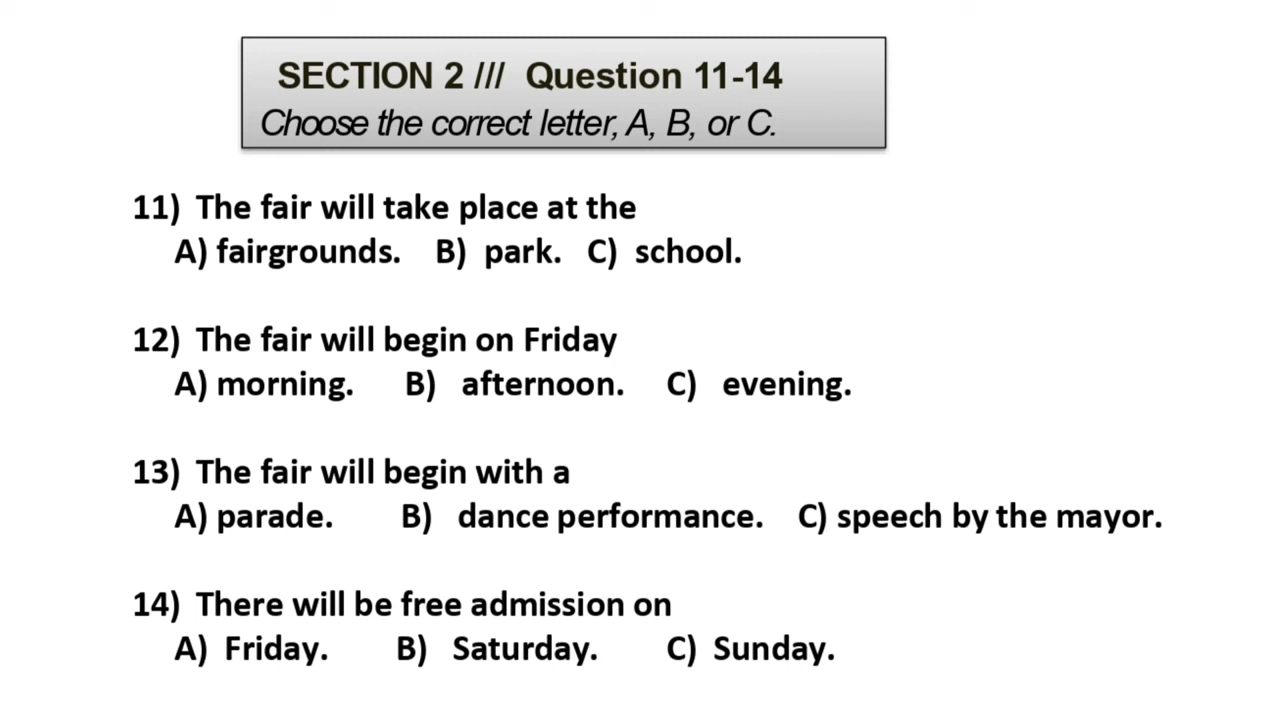 SECTION 2 /// Question 11-14
Choose the correct letter, A, B, or C.
11) The fair will take place at the
A) fairgrounds. B) park. C) school.
12) The fair will begin on Friday
A) morning. B) afternoon. C) evening.
13) The fair will begin with a
A) parade. B) dance performance. C) speech by the mayor.
14) There will be free admission on
A) Friday. B) Saturday. C) Sunday.